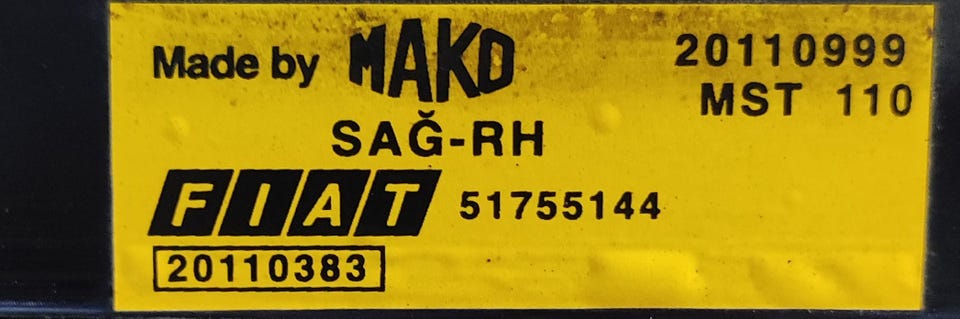 Made by MAKO 20110999
MST 110
SAĞ-RH
FIAT 51755144
20110383